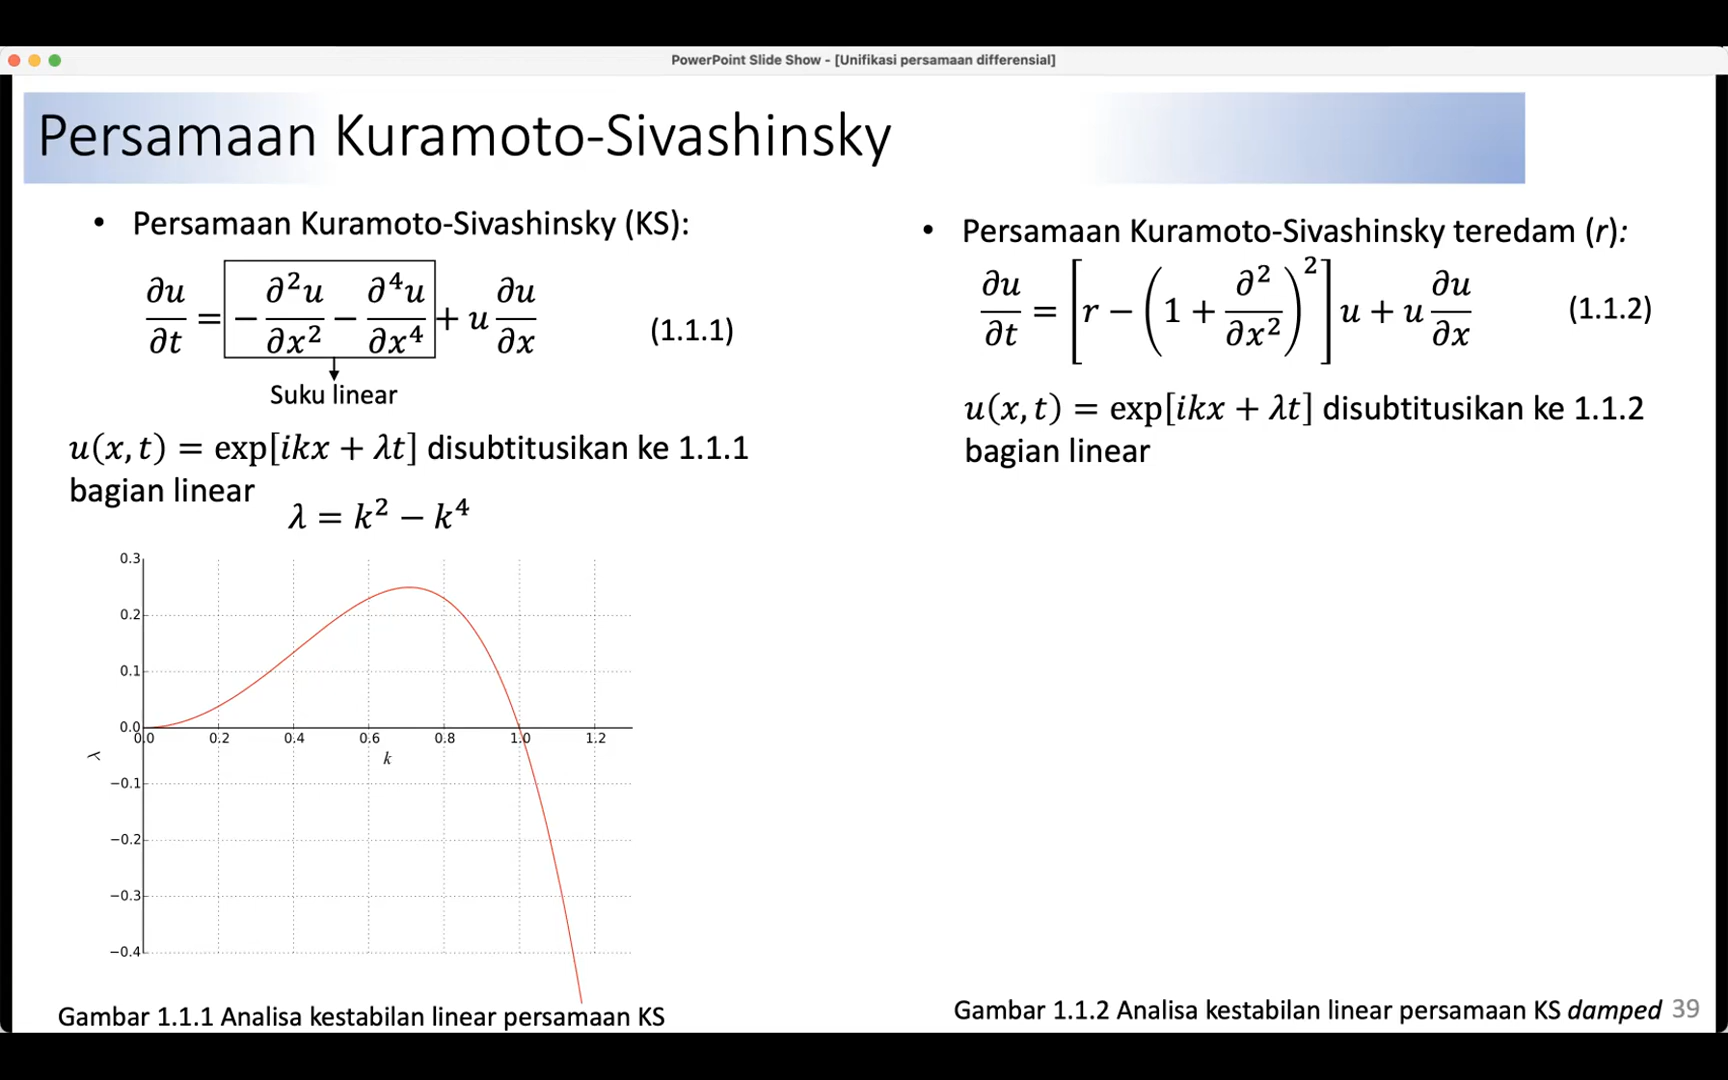 PowerPoint Slide Show - [Unifikasi persamaan differensial]
Persamaan Kuramoto-Sivashinsky
• Persamaan Kuramoto-Sivashinsky (KS):
∂u/∂t = − ∂²u/∂x² − ∂⁴u/∂x⁴ + u ∂u/∂x (1.1.1)
Suku linear
u(x, t) = exp[ikx + λt] disubtitusikan ke 1.1.1
bagian linear
λ = k² − k⁴
0.3
0.2
0.1
0.0
−0.1
−0.2
−0.3
−0.4
0.0 0.2 0.4 0.6 0.8 1.0 1.2
k
λ
Gambar 1.1.1 Analisa kestabilan linear persamaan KS
• Persamaan Kuramoto-Sivashinsky teredam (r):
∂u/∂t = [r − (1 + ∂²/∂x²)²] u + u ∂u/∂x (1.1.2)
u(x, t) = exp[ikx + λt] disubtitusikan ke 1.1.2
bagian linear
Gambar 1.1.2 Analisa kestabilan linear persamaan KS damped 39